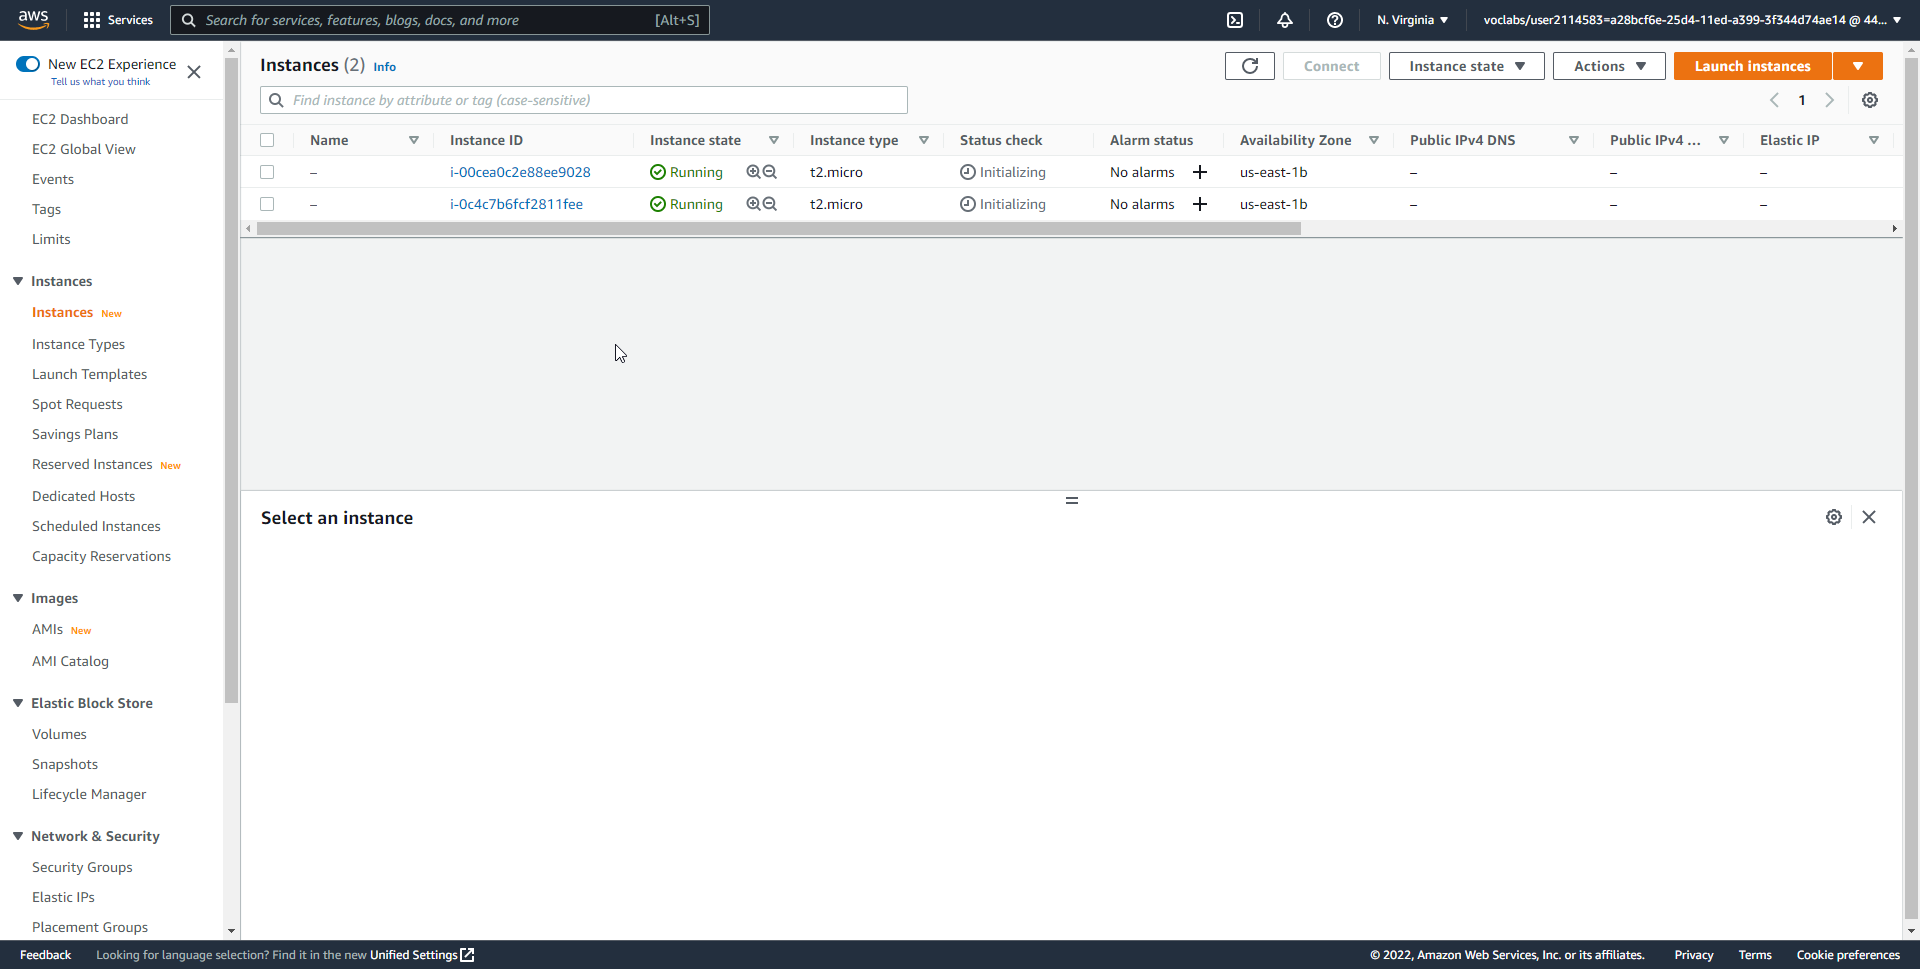 aws
Services
Search for services, features, blogs, docs, and more [Alt+S]
N. Virginia
voclabs/user2114583=a28bcf6e-25d4-11ed-a399-3f344d74ae14 @ 44...
New EC2 Experience
Tell us what you think
EC2 Dashboard
EC2 Global View
Events
Tags
Limits
Instances
Instances New
Instance Types
Launch Templates
Spot Requests
Savings Plans
Reserved Instances New
Dedicated Hosts
Scheduled Instances
Capacity Reservations
Images
AMIs New
AMI Catalog
Elastic Block Store
Volumes
Snapshots
Lifecycle Manager
Network & Security
Security Groups
Elastic IPs
Placement Groups
Instances (2) Info
Connect
Instance state
Actions
Launch instances
Find instance by attribute or tag (case-sensitive)
1
Name Instance ID Instance state Instance type Status check Alarm status Availability Zone Public IPv4 DNS Public IPv4 ... Elastic IP
– i-00cea0c2e88ee9028 Running t2.micro Initializing No alarms + us-east-1b – – –
– i-0c4c7b6fcf2811fee Running t2.micro Initializing No alarms + us-east-1b – – –
Select an instance
Feedback
Looking for language selection? Find it in the new Unified Settings
© 2022, Amazon Web Services, Inc. or its affiliates.
Privacy
Terms
Cookie preferences